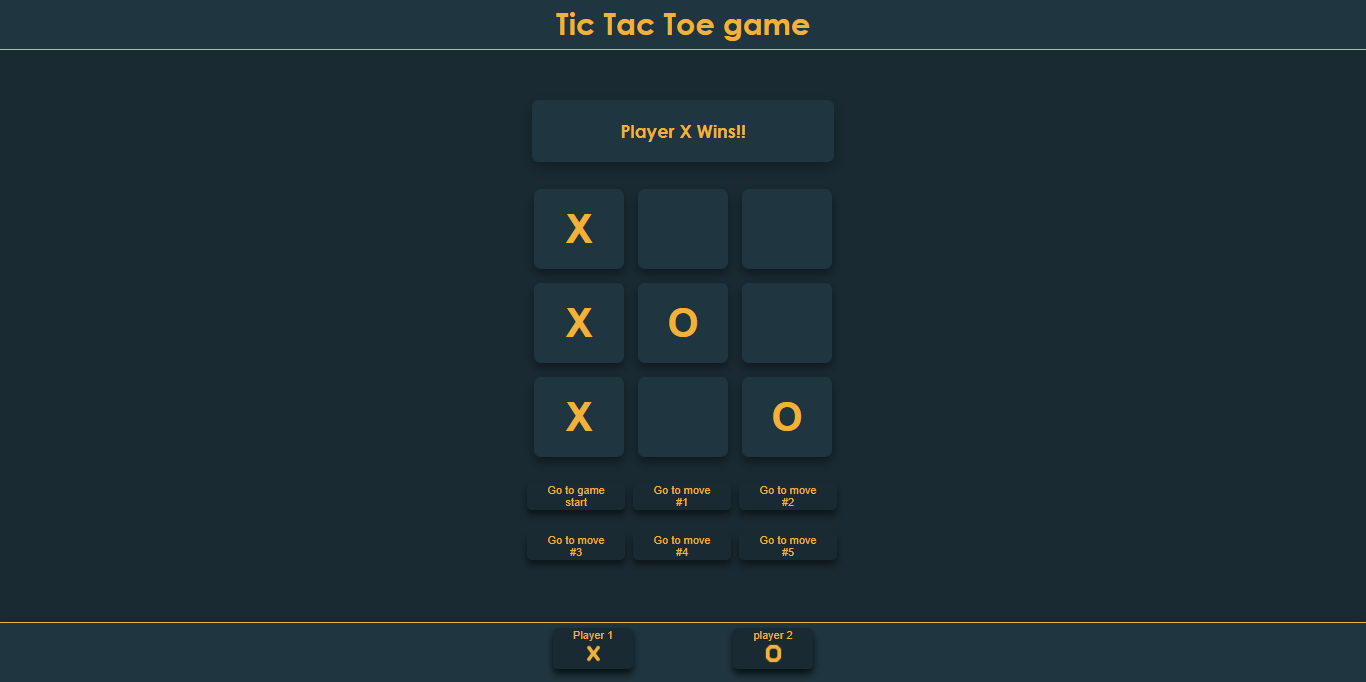 Tic Tac Toe game
Player X Wins!!
X
X O
X O
Go to game
start
Go to move
#1
Go to move
#2
Go to move
#3
Go to move
#4
Go to move
#5
Player 1
X
player 2
O